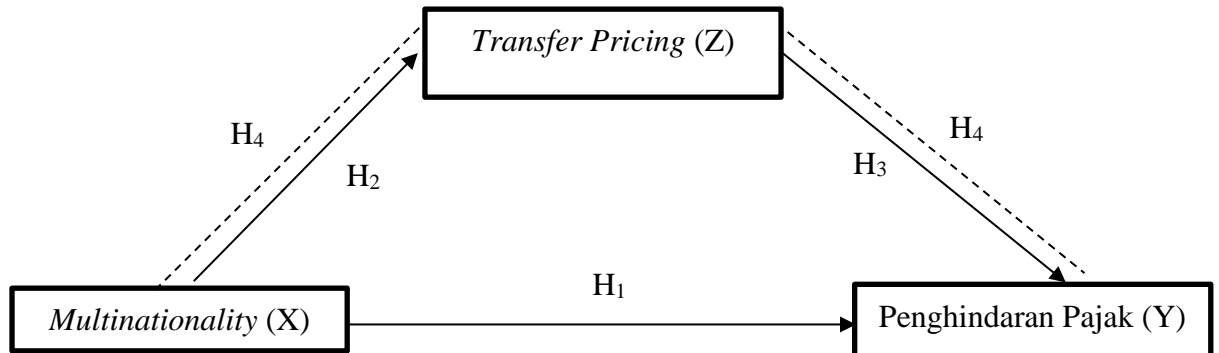 Transfer Pricing (Z)
H₄
H₄
H₃
H₂
H₁
Multinationality (X)
Penghindaran Pajak (Y)